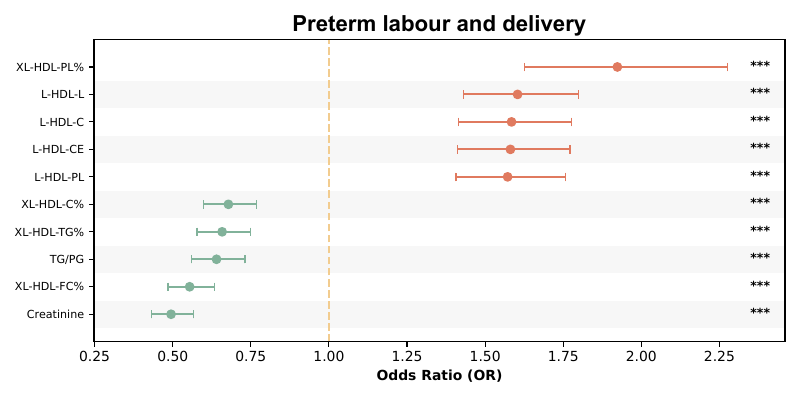 Preterm labour and delivery
XL-HDL-PL% ***
L-HDL-L ***
L-HDL-C ***
L-HDL-CE ***
L-HDL-PL ***
XL-HDL-C% ***
XL-HDL-TG% ***
TG/PG ***
XL-HDL-FC% ***
Creatinine ***
0.25 0.50 0.75 1.00 1.25 1.50 1.75 2.00 2.25
Odds Ratio (OR)